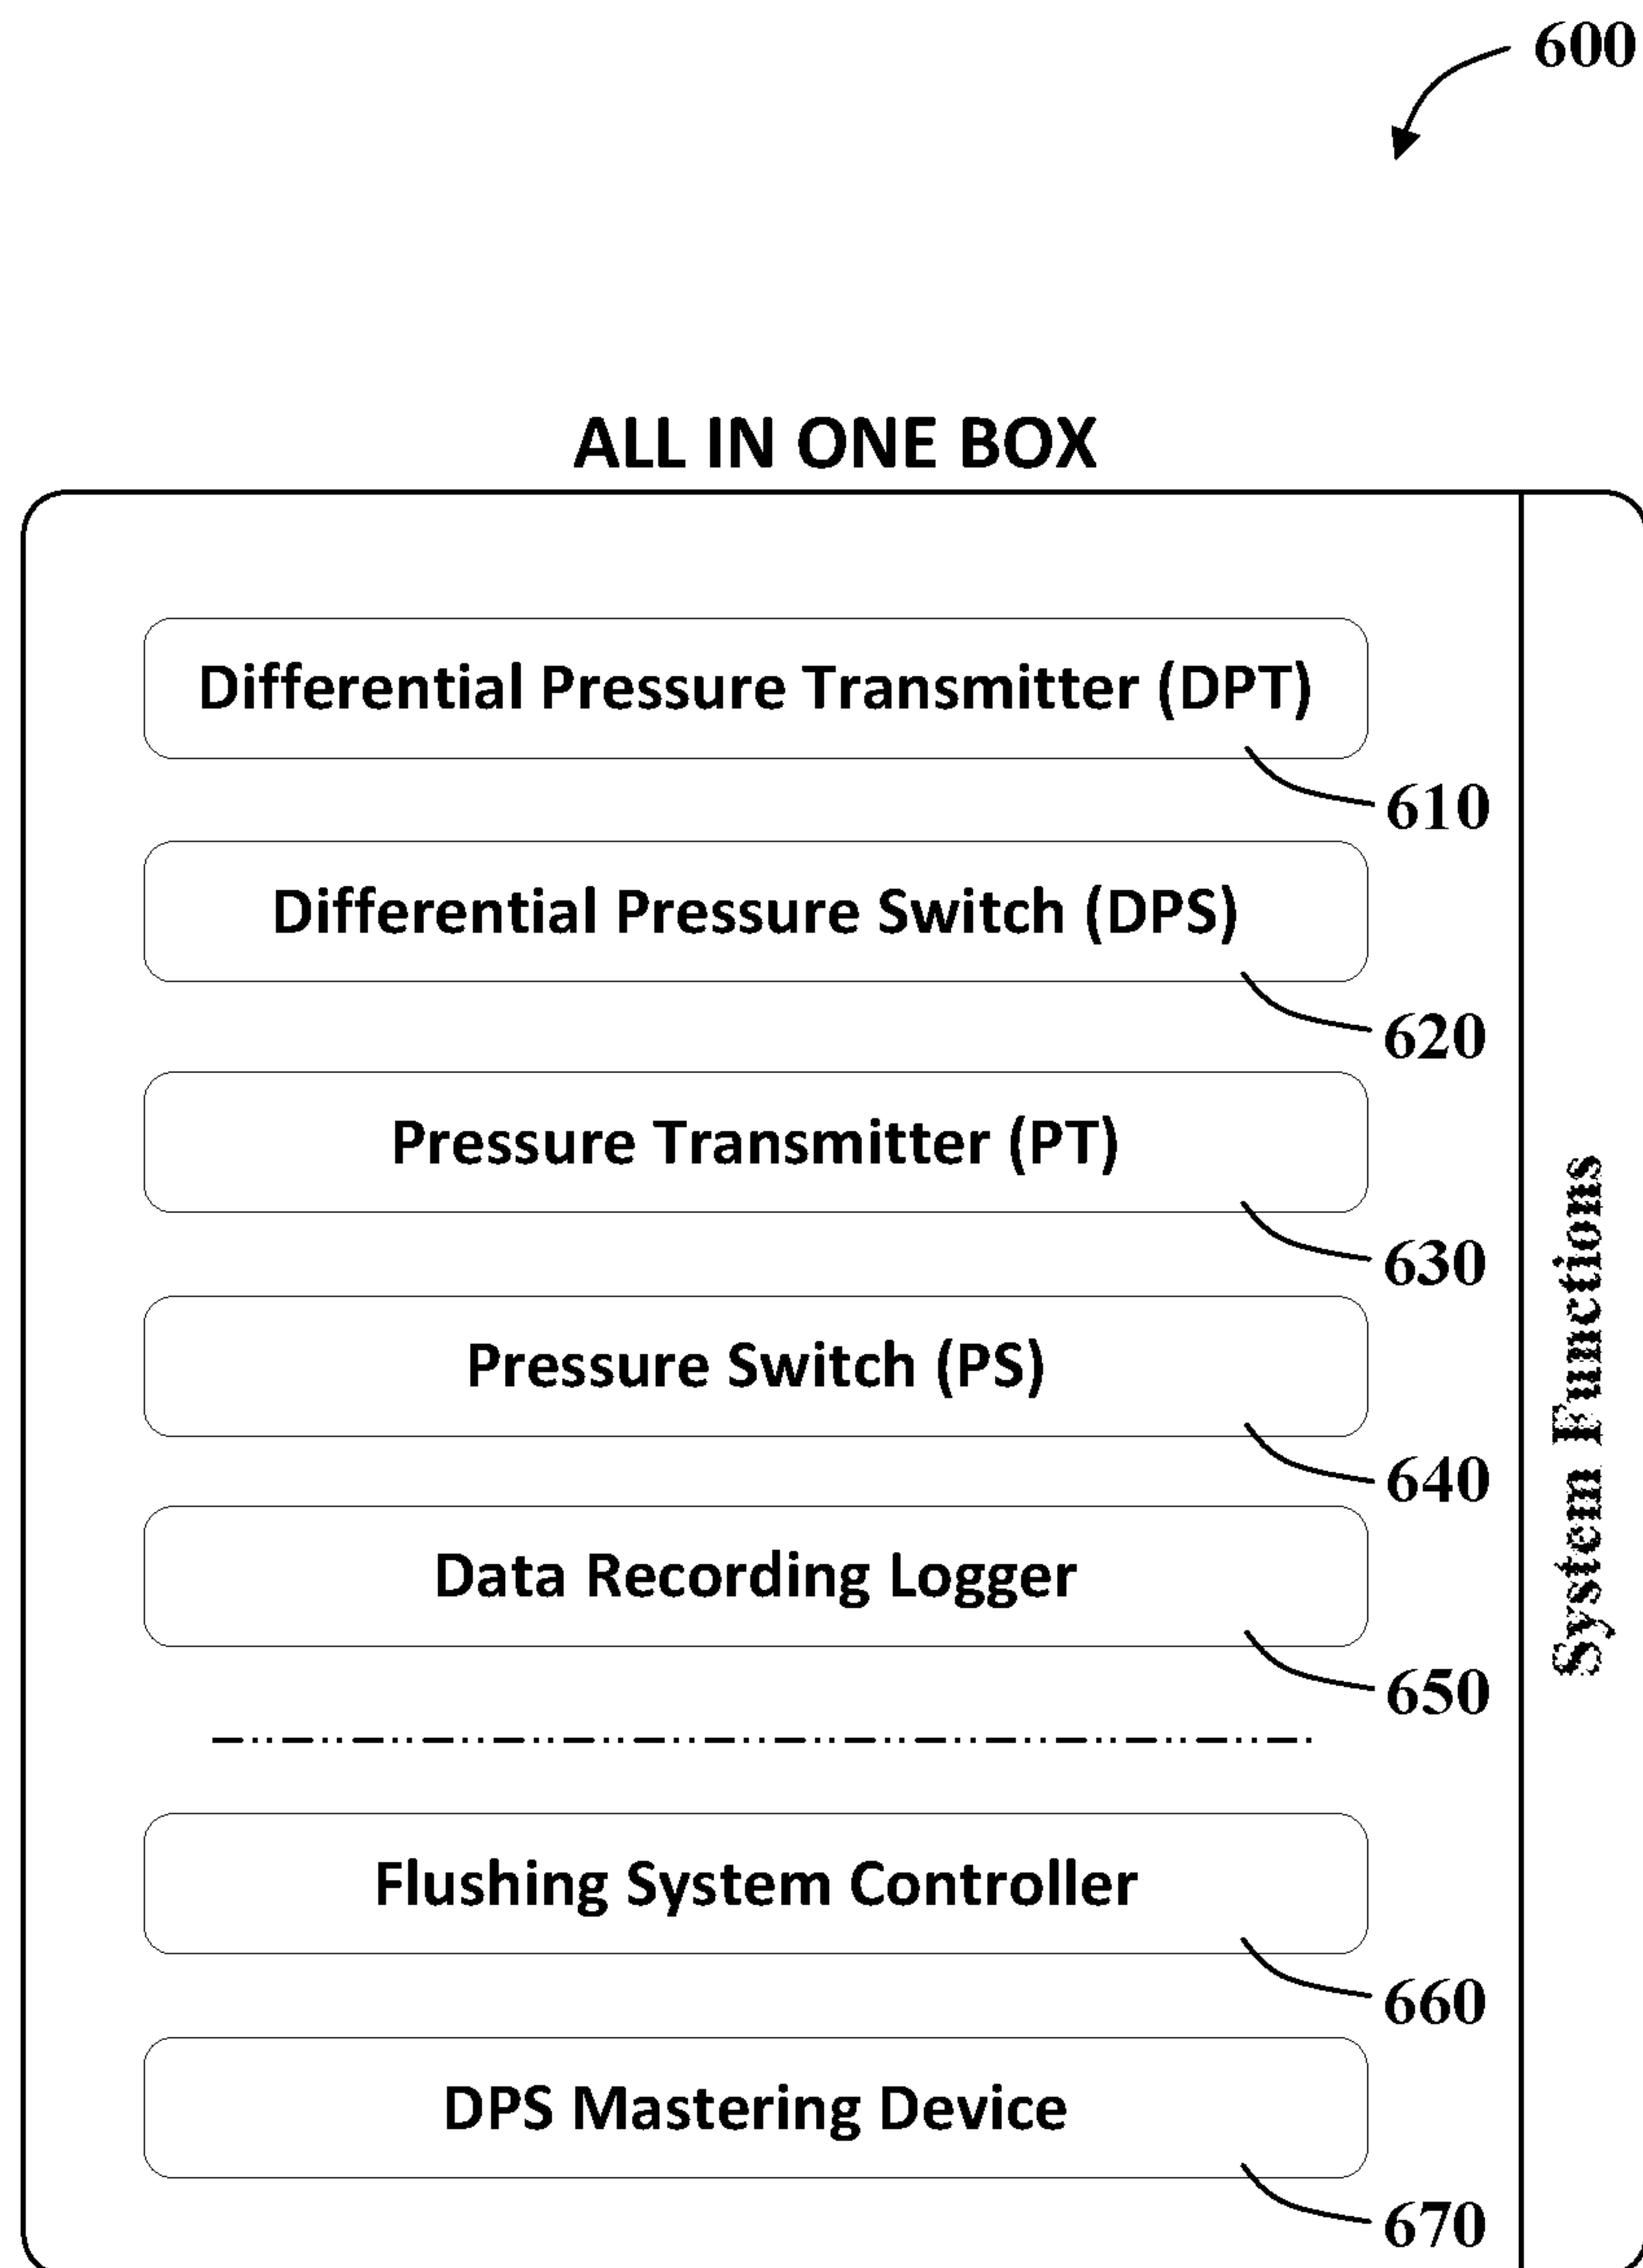 600
ALL IN ONE BOX
Differential Pressure Transmitter (DPT)
610
Differential Pressure Switch (DPS)
620
Pressure Transmitter (PT)
630
Pressure Switch (PS)
640
Data Recording Logger
650
Flushing System Controller
660
DPS Mastering Device
670
System Functions